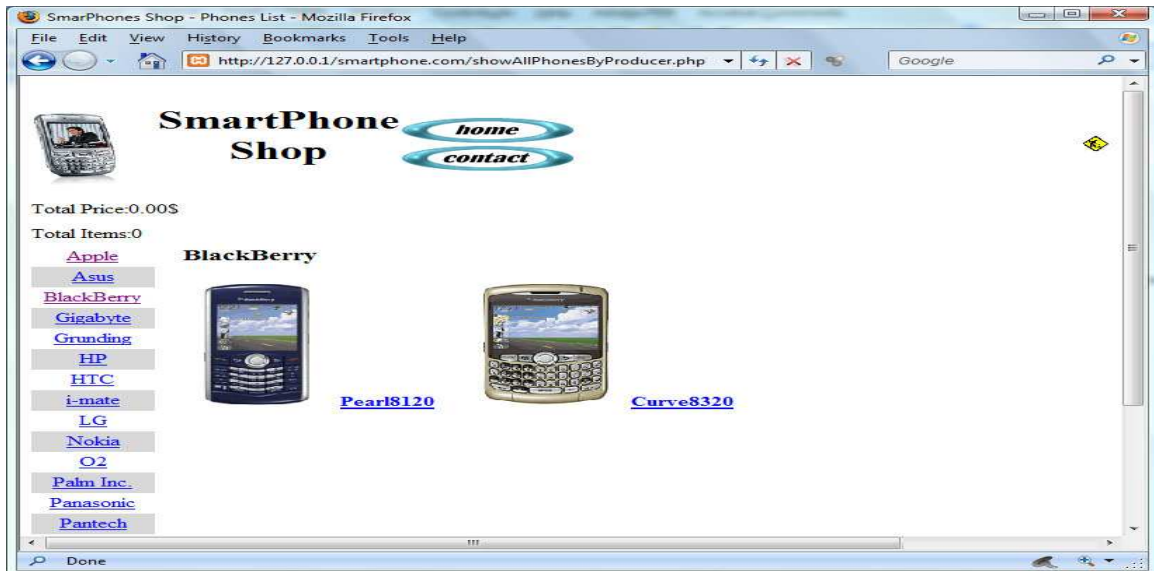 SmarPhones Shop - Phones List - Mozilla Firefox
File Edit View History Bookmarks Tools Help
http://127.0.0.1/smartphone.com/showAllPhonesByProducer.php
Google
SmartPhone
Shop
home
contact
Total Price:0.00$
Total Items:0
Apple
Asus
BlackBerry
Gigabyte
Grunding
HP
HTC
i-mate
LG
Nokia
O2
Palm Inc.
Panasonic
Pantech
BlackBerry
Pearl8120
Curve8320
Done